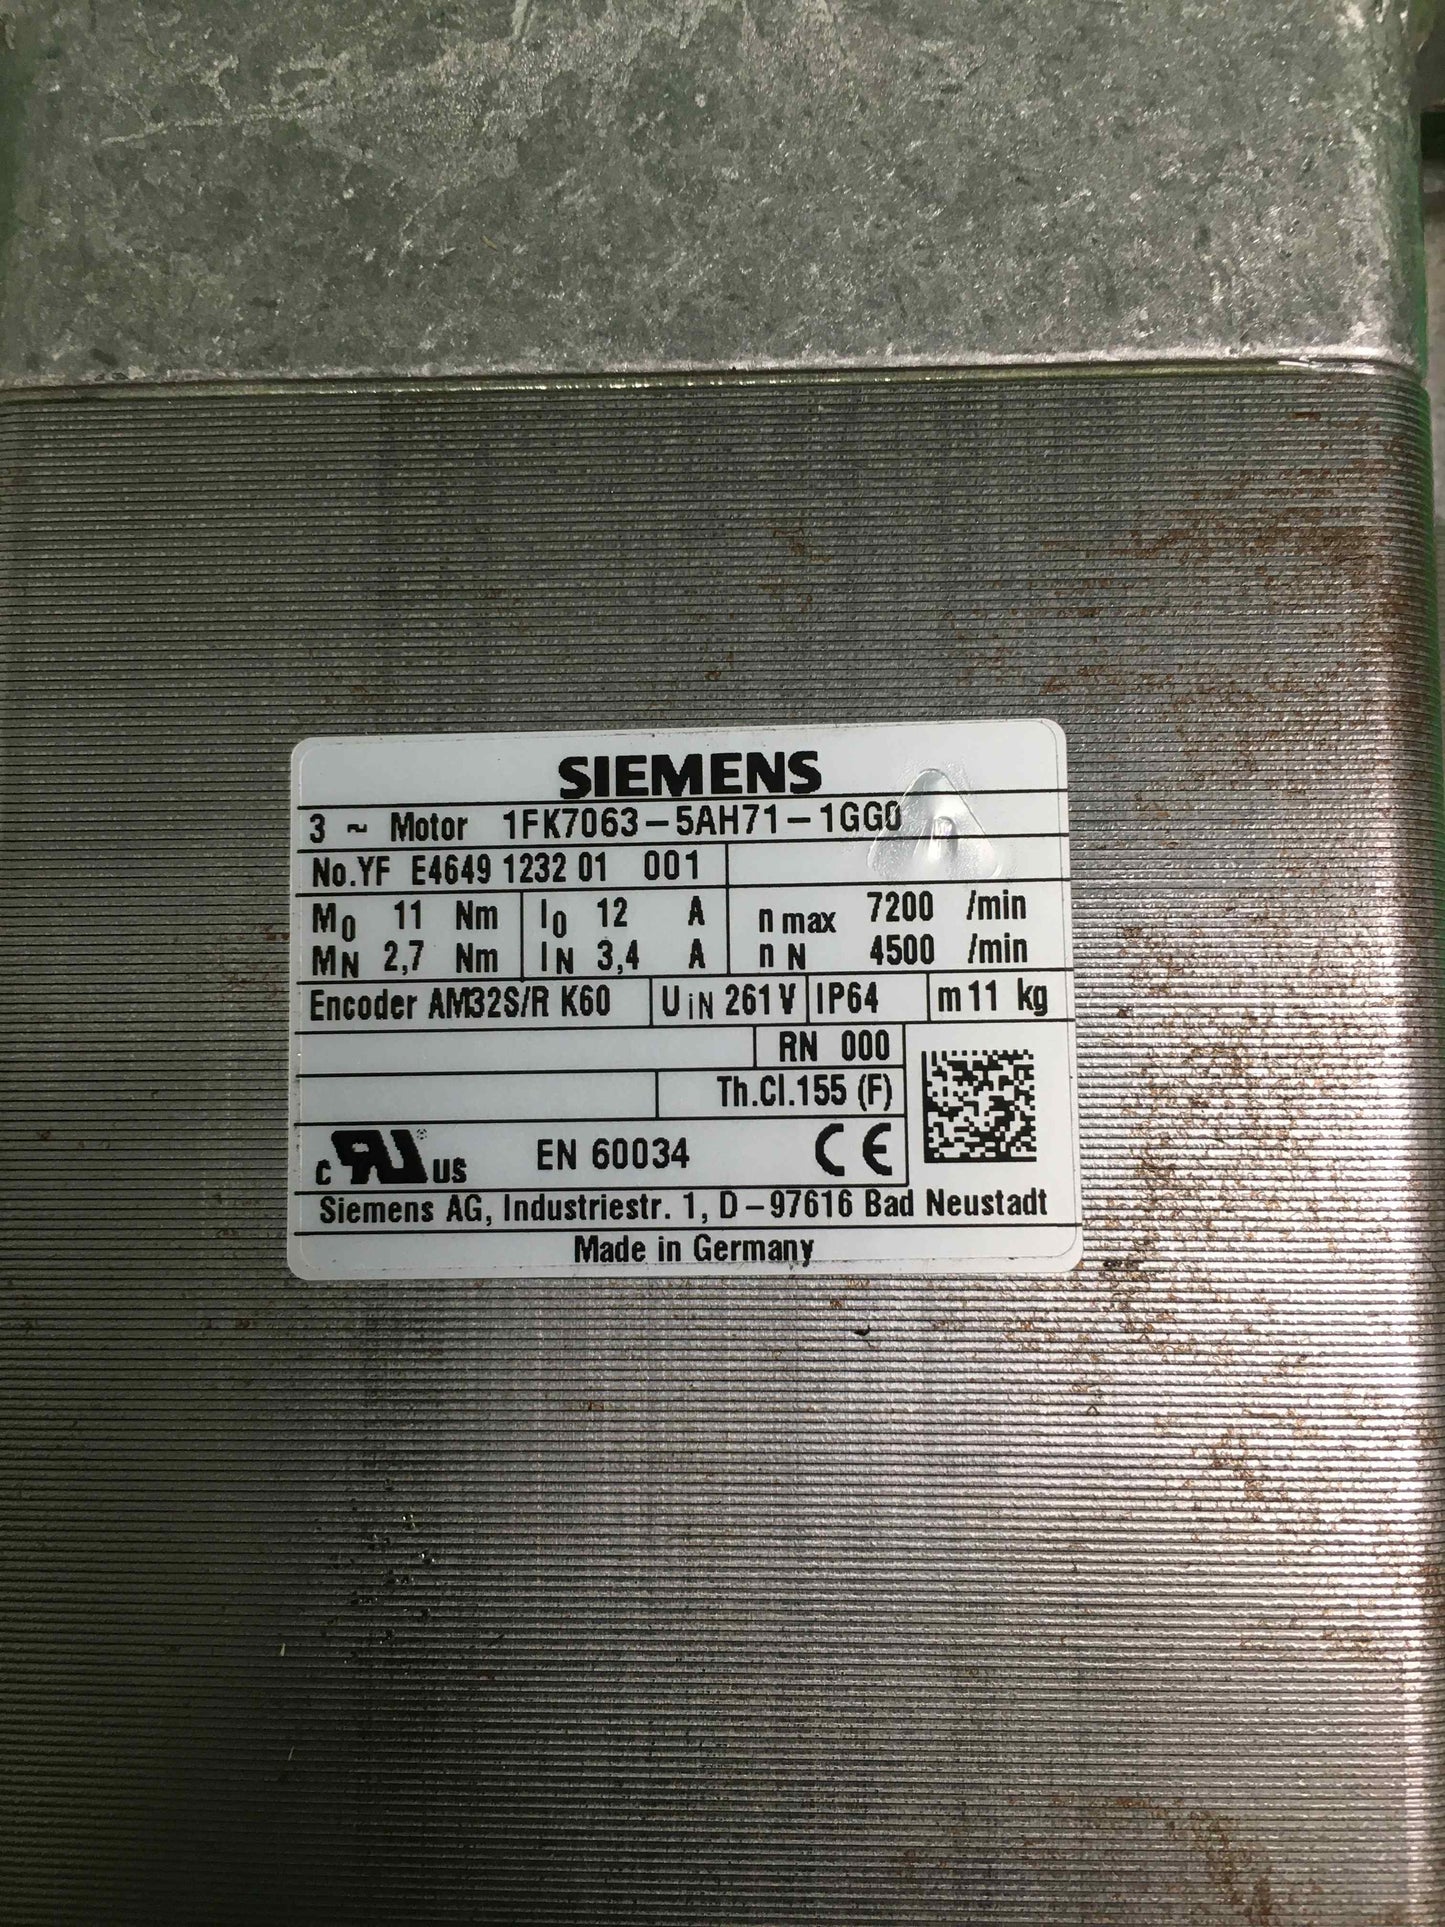 SIEMENS
3 ~ Motor 1FK7063-5AH71-1GG0
No.YF E4649 1232 01 001
M0 11 Nm I0 12 A n max 7200 /min
MN 2,7 Nm IN 3,4 A n N 4500 /min
Encoder AM32S/R K60 UiN 261 V IP64 m 11 kg
RN 000
Th.Cl.155 (F)
c RU US EN 60034 CE
Siemens AG, Industriestr. 1, D-97616 Bad Neustadt
Made in Germany